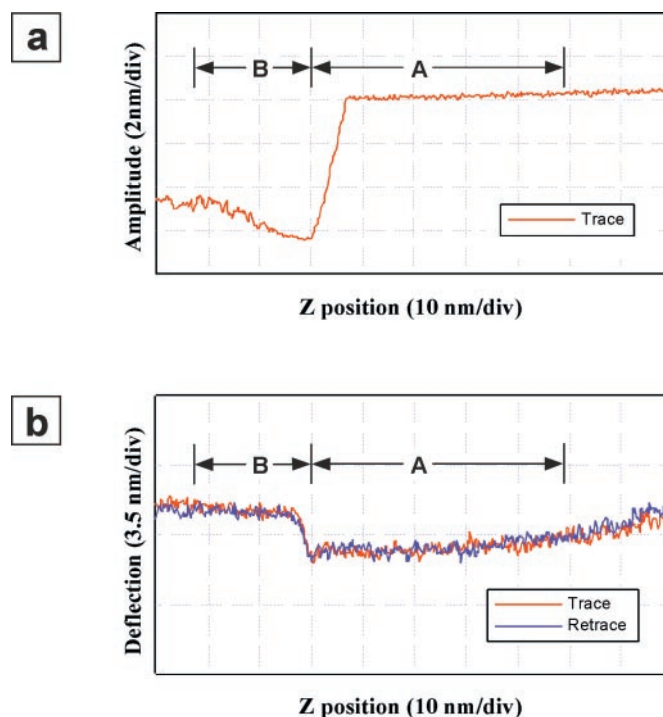 a
B
A
Amplitude (2nm/div)
Trace
Z position (10 nm/div)
b
B
A
Deflection (3.5 nm/div)
Trace
Retrace
Z position (10 nm/div)